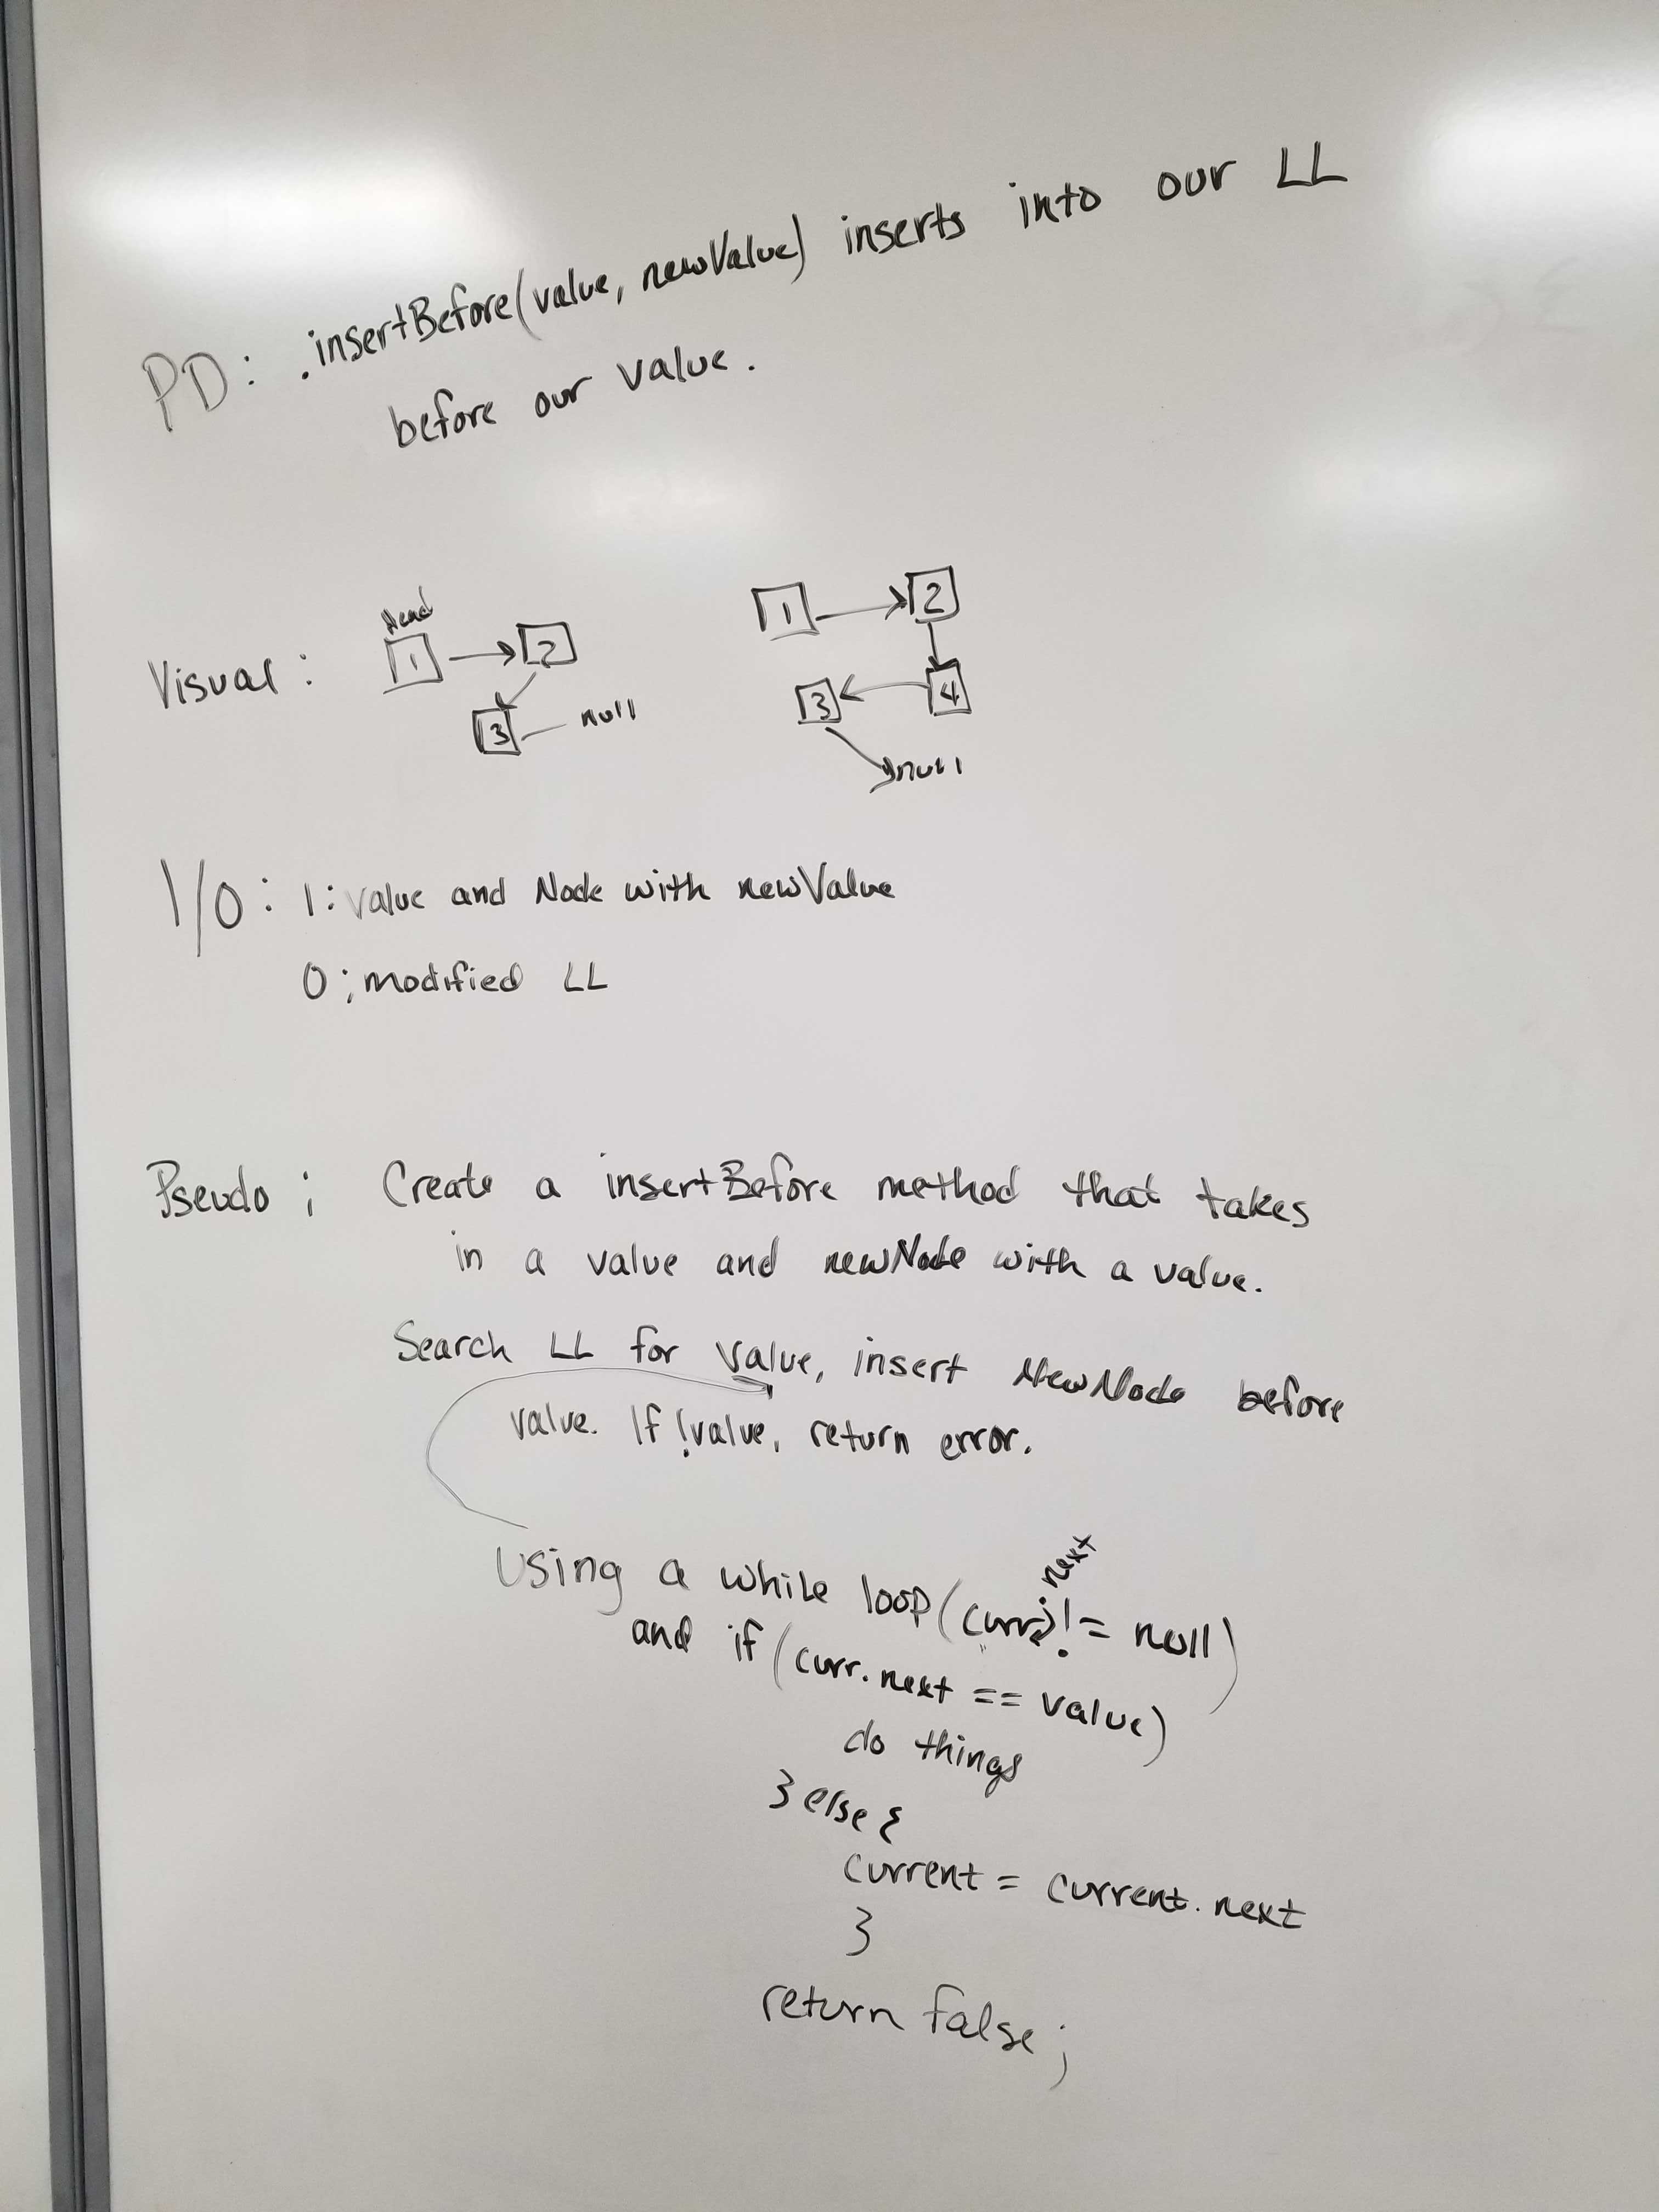 PD: .insertBefore(value, newValue) inserts into our LL
before our value.
Head
Visual:
1 2
3 null
1 2
3 4
null
I/O: I: value and Node with newValue
O; modified LL
Pseudo; Create a insertBefore method that takes
in a value and newNode with a value.
Search LL for value, insert NewNode before
value. If !value, return error.
Using a while loop(curr.next != null)
and if (curr.next == value)
do things
} else {
current = current.next
}
return false;